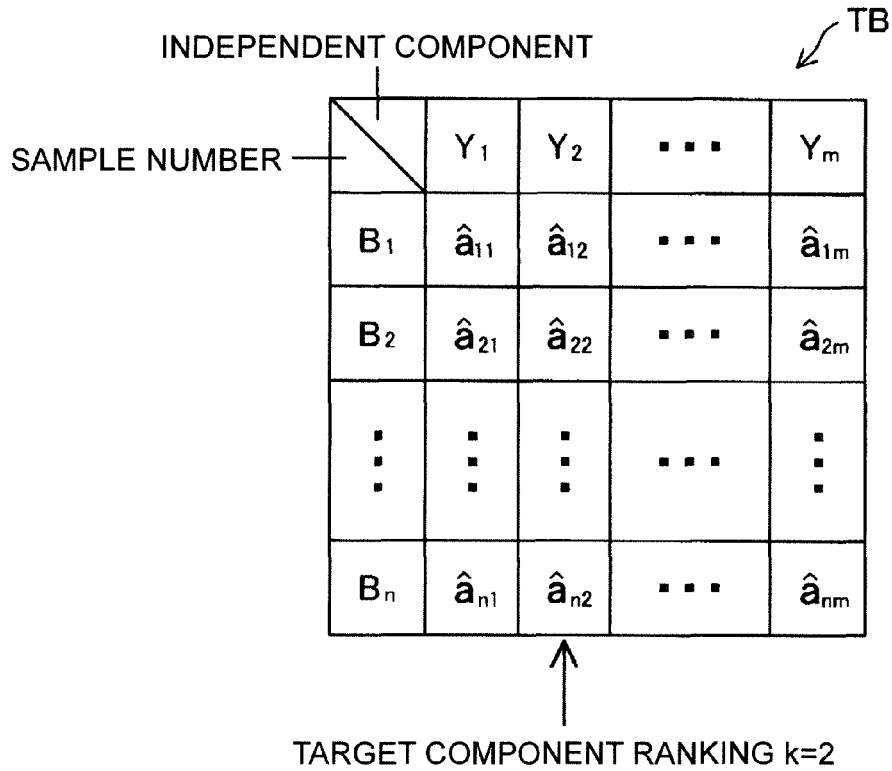 TB
INDEPENDENT COMPONENT
SAMPLE NUMBER
Y₁ Y₂ ▪ ▪ ▪ Yₘ
B₁ â₁₁ â₁₂ ▪ ▪ ▪ â₁ₘ
B₂ â₂₁ â₂₂ ▪ ▪ ▪ â₂ₘ
Bₙ âₙ₁ âₙ₂ ▪ ▪ ▪ âₙₘ
TARGET COMPONENT RANKING k=2